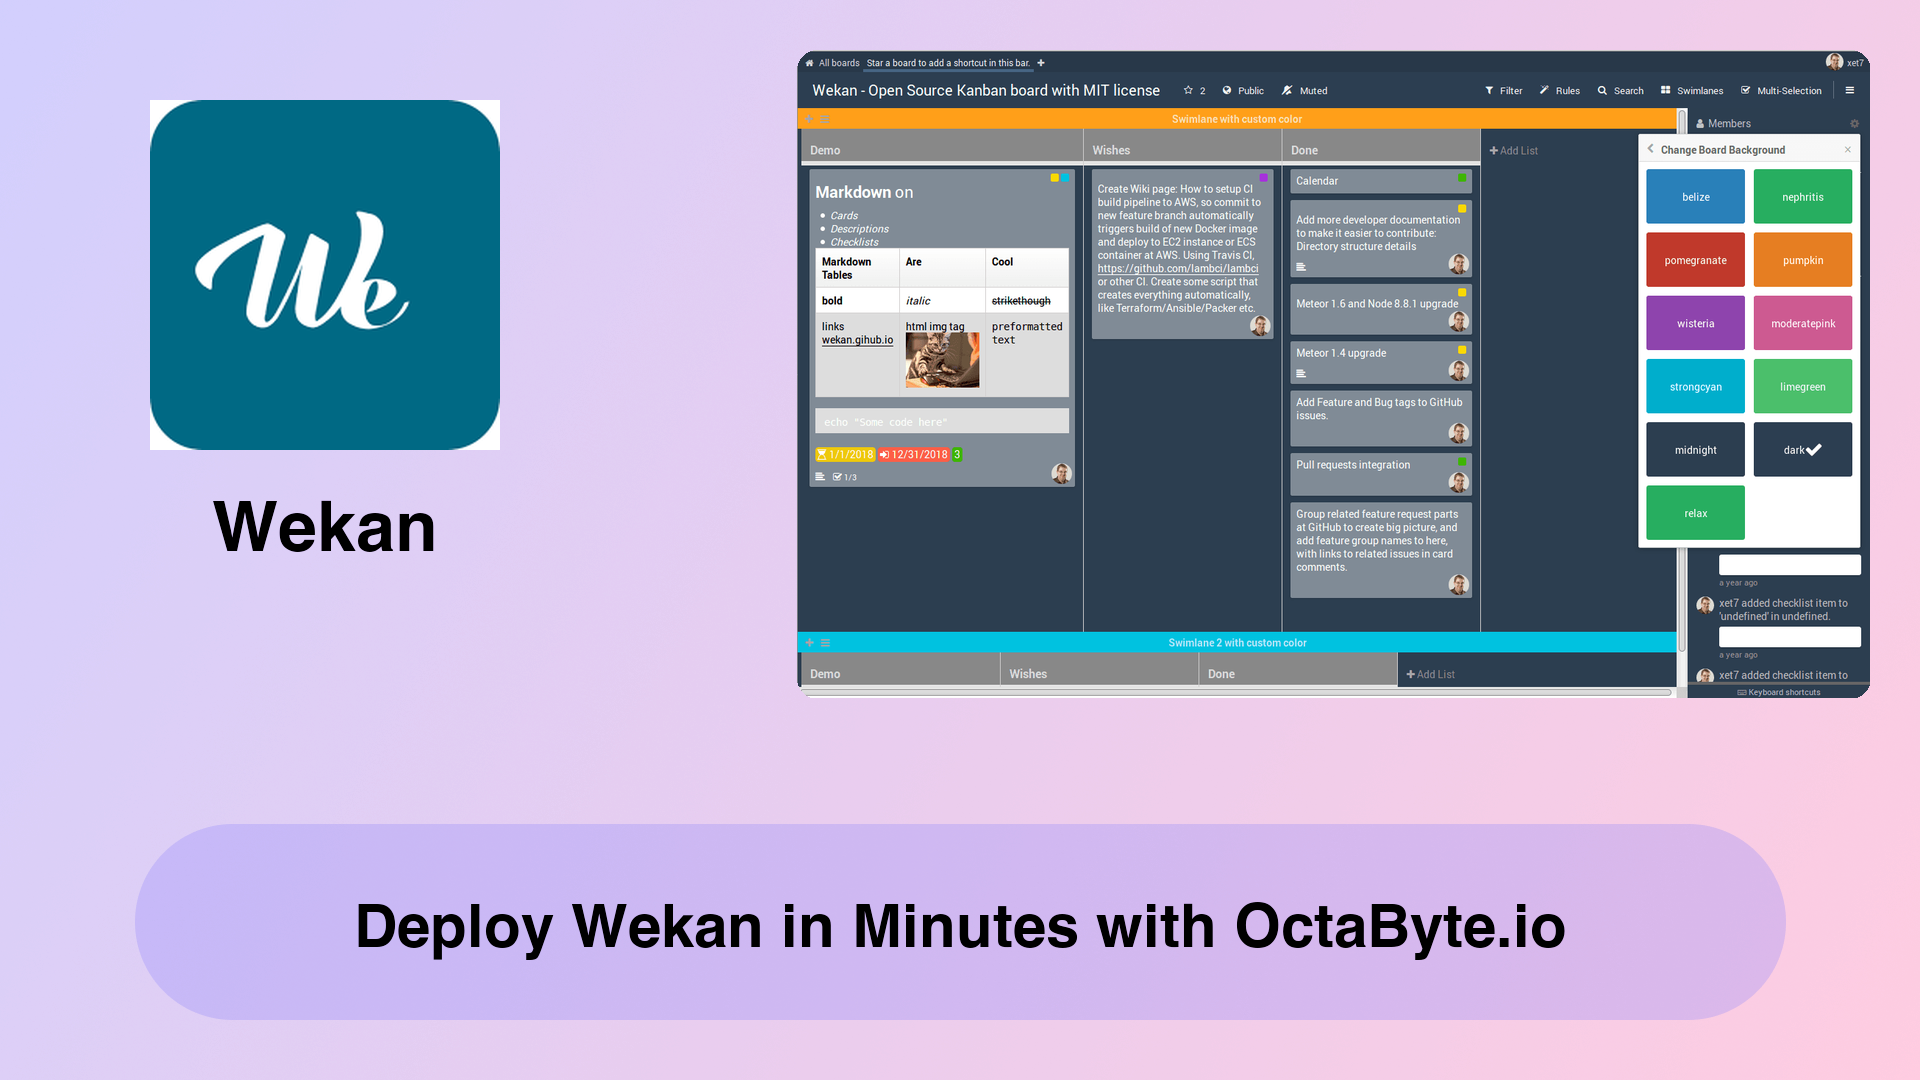 We
Wekan
All boards Star a board to add a shortcut in this bar.
xet7
Wekan - Open Source Kanban board with MIT license
2 Public Muted
Filter Rules Search Swimlanes Multi-Selection
Swimlane with custom color
Demo
Markdown on
Cards
Descriptions
Checklists
Markdown Are Cool
Tables
bold italic strikethough
links html img tag preformatted
wekan.gihub.io text
echo "Some code here"
1/1/2018 12/31/2018 3
1/3
Wishes
Create Wiki page: How to setup CI
build pipeline to AWS, so commit to
new feature branch automatically
triggers build of new Docker image
and deploy to EC2 instance or ECS
container at AWS. Using Travis CI,
https://github.com/lambci/lambci
or other CI. Create some script that
creates everything automatically,
like Terraform/Ansible/Packer etc.
Done
Calendar
Add more developer documentation
to make it easier to contribute:
Directory structure details
Meteor 1.6 and Node 8.8.1 upgrade
Meteor 1.4 upgrade
Add Feature and Bug tags to GitHub
issues.
Pull requests integration
Group related feature request parts
at GitHub to create big picture, and
add feature group names to here,
with links to related issues in card
comments.
Add List
Members
Change Board Background
belize nephritis
pomegranate pumpkin
wisteria moderatepink
strongcyan limegreen
midnight dark
relax
a year ago
xet7 added checklist item to
'undefined' in undefined.
a year ago
xet7 added checklist item to
Keyboard shortcuts
Swimlane 2 with custom color
Demo Wishes Done Add List
Deploy Wekan in Minutes with OctaByte.io